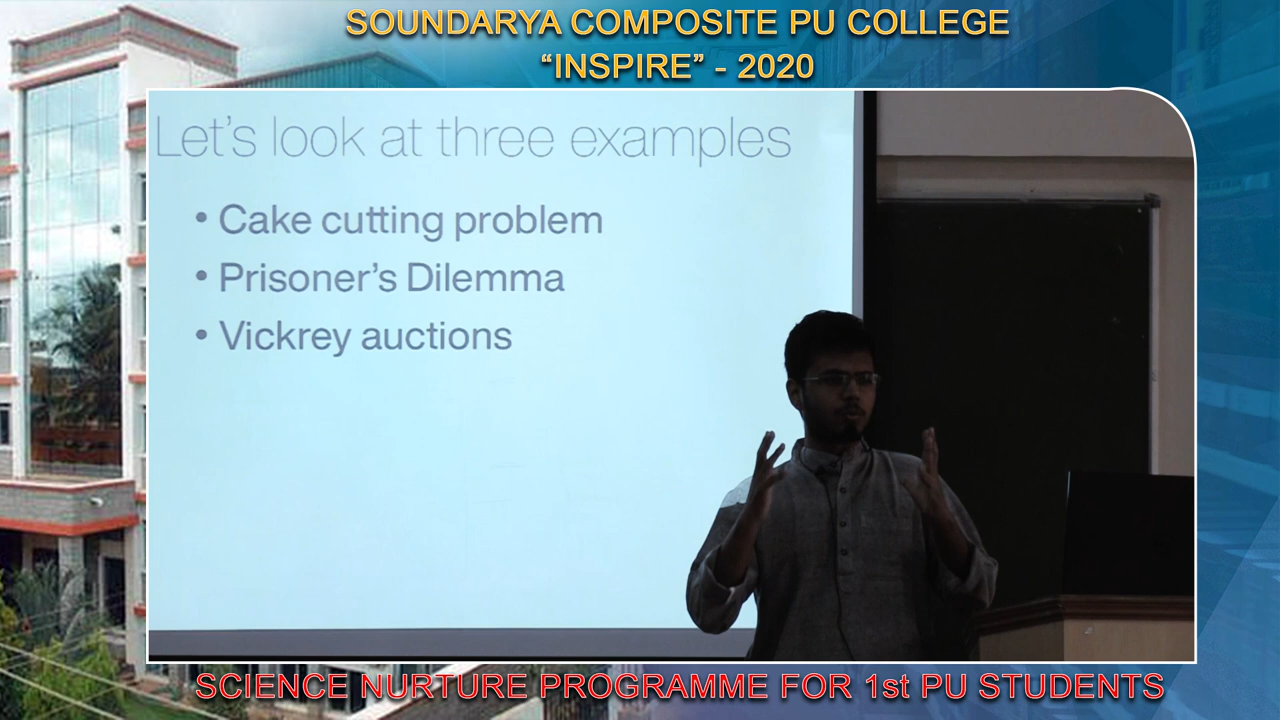 SOUNDARYA COMPOSITE PU COLLEGE
“INSPIRE” - 2020
Let’s look at three examples
• Cake cutting problem
• Prisoner’s Dilemma
• Vickrey auctions
SCIENCE NURTURE PROGRAMME FOR 1st PU STUDENTS